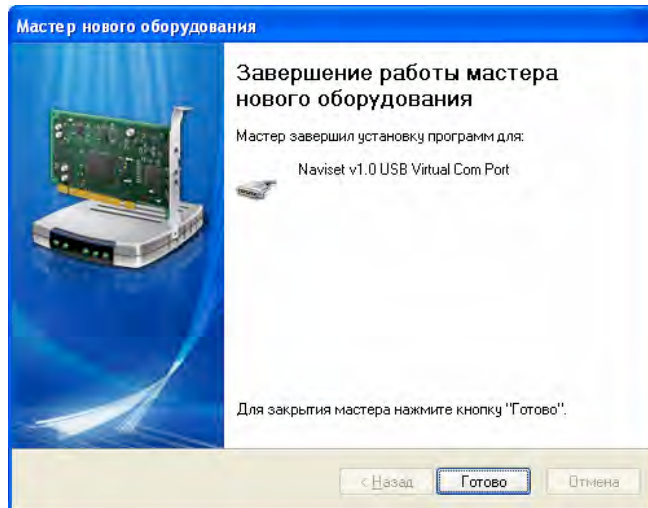 Мастер нового оборудования
Завершение работы мастера
нового оборудования
Мастер завершил установку программ для:
Naviset v1.0 USB Virtual Com Port
Для закрытия мастера нажмите кнопку "Готово".
< Назад
Готово
Отмена